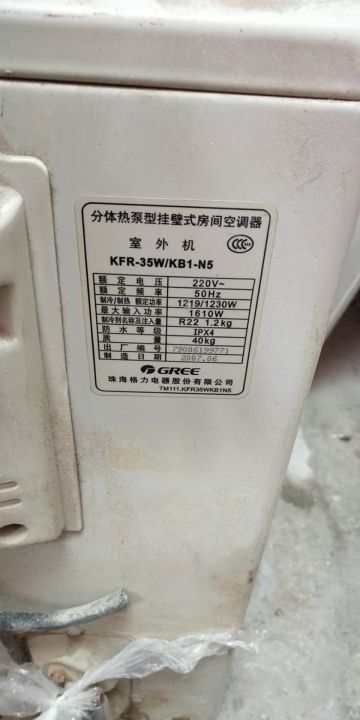 分体热泵型挂壁式房间空调器
室外机
CCC
KFR-35W/KB1-N5
额定电压 220V~
额定频率 50Hz
制冷/制热 额定功率 1219/1230W
最大输入功率 1610W
制冷剂名称及注入量 R22 1.2kg
防水等级 IPX4
质量 40kg
出厂编号 79006199771
制造日期 2007.06
GREE
珠海格力电器股份有限公司
TM111.KFR35WKB1N5